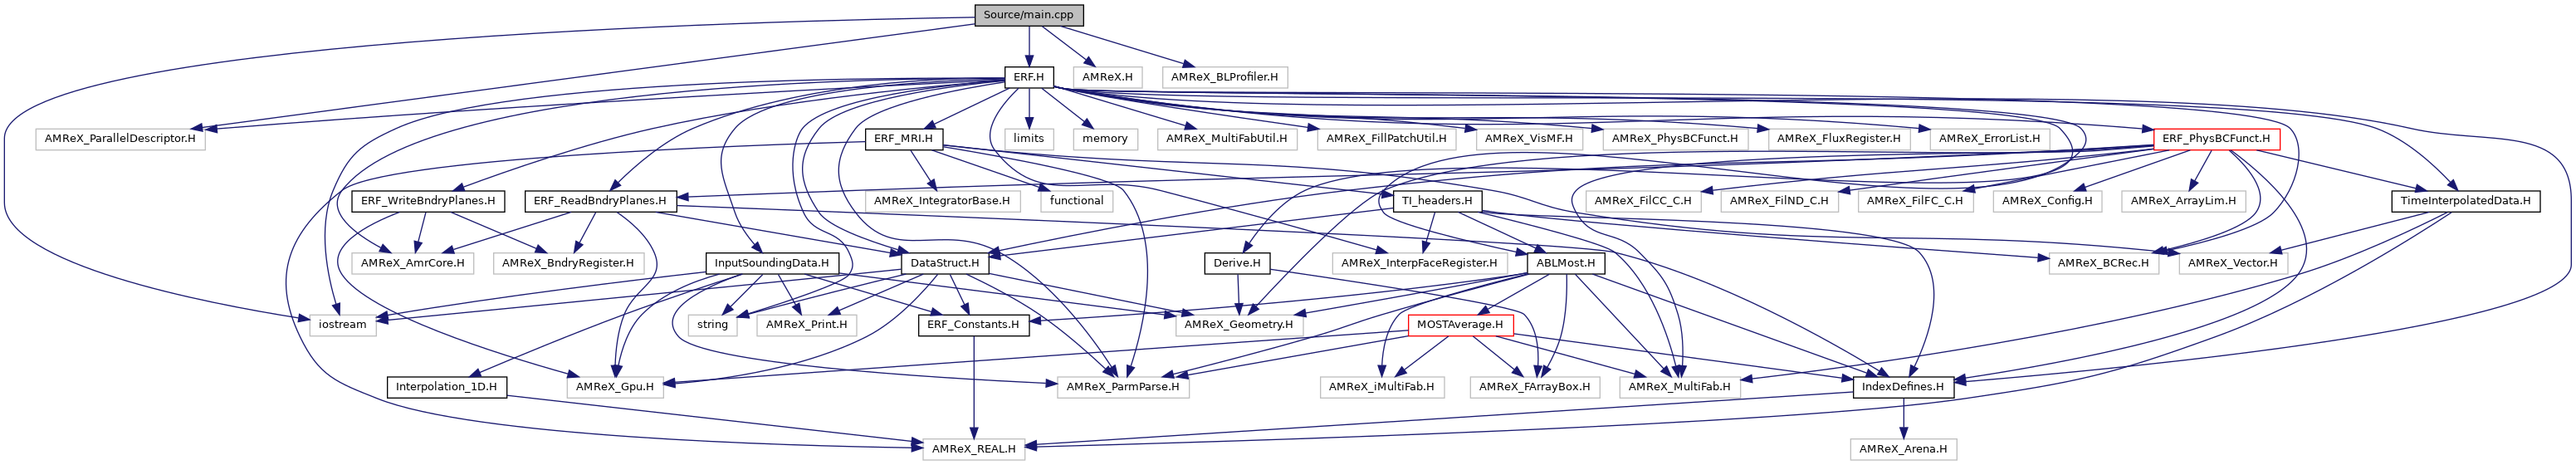 Source/main.cpp
ERF.H
AMReX.H
AMReX_BLProfiler.H
AMReX_ParallelDescriptor.H
ERF_MRI.H
limits
memory
AMReX_MultiFabUtil.H
AMReX_FillPatchUtil.H
AMReX_VisMF.H
AMReX_PhysBCFunct.H
AMReX_FluxRegister.H
AMReX_ErrorList.H
ERF_PhysBCFunct.H
ERF_WriteBndryPlanes.H
ERF_ReadBndryPlanes.H
AMReX_IntegratorBase.H
functional
TI_headers.H
AMReX_FilCC_C.H
AMReX_FilND_C.H
AMReX_FilFC_C.H
AMReX_Config.H
AMReX_ArrayLim.H
TimeInterpolatedData.H
AMReX_AmrCore.H
AMReX_BndryRegister.H
InputSoundingData.H
DataStruct.H
Derive.H
AMReX_InterpFaceRegister.H
ABLMost.H
AMReX_BCRec.H
AMReX_Vector.H
iostream
string
AMReX_Print.H
ERF_Constants.H
AMReX_Geometry.H
MOSTAverage.H
Interpolation_1D.H
AMReX_Gpu.H
AMReX_ParmParse.H
AMReX_iMultiFab.H
AMReX_FArrayBox.H
AMReX_MultiFab.H
IndexDefines.H
AMReX_REAL.H
AMReX_Arena.H